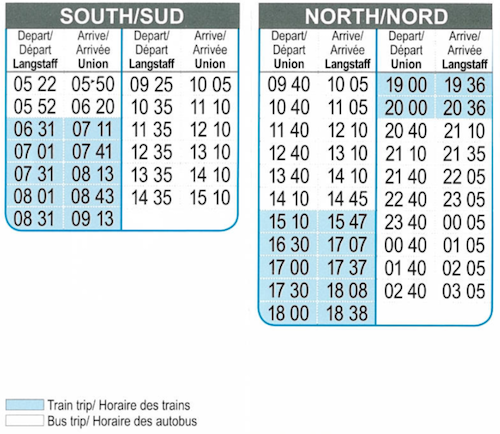 SOUTH/SUD
Depart/ Départ Langstaff Arrive/ Arrivée Union Depart/ Départ Langstaff Arrive/ Arrivée Union
05 22 05 50 09 25 10 05
05 52 06 20 10 35 11 10
06 31 07 11 11 35 12 10
07 01 07 41 12 35 13 10
07 31 08 13 13 35 14 10
08 01 08 43 14 35 15 10
08 31 09 13
NORTH/NORD
Depart/ Départ Union Arrive/ Arrivée Langstaff Depart/ Départ Union Arrive/ Arrivée Langstaff
09 40 10 05 19 00 19 36
10 40 11 05 20 00 20 36
11 40 12 10 20 40 21 10
12 40 13 10 21 10 21 35
13 40 14 10 21 40 22 05
14 10 14 45 22 40 23 05
15 10 15 47 23 40 00 05
16 30 17 07 00 40 01 05
17 00 17 37 01 40 02 05
17 30 18 08 02 40 03 05
18 00 18 38
Train trip/ Horaire des trains
Bus trip/ Horaire des autobus